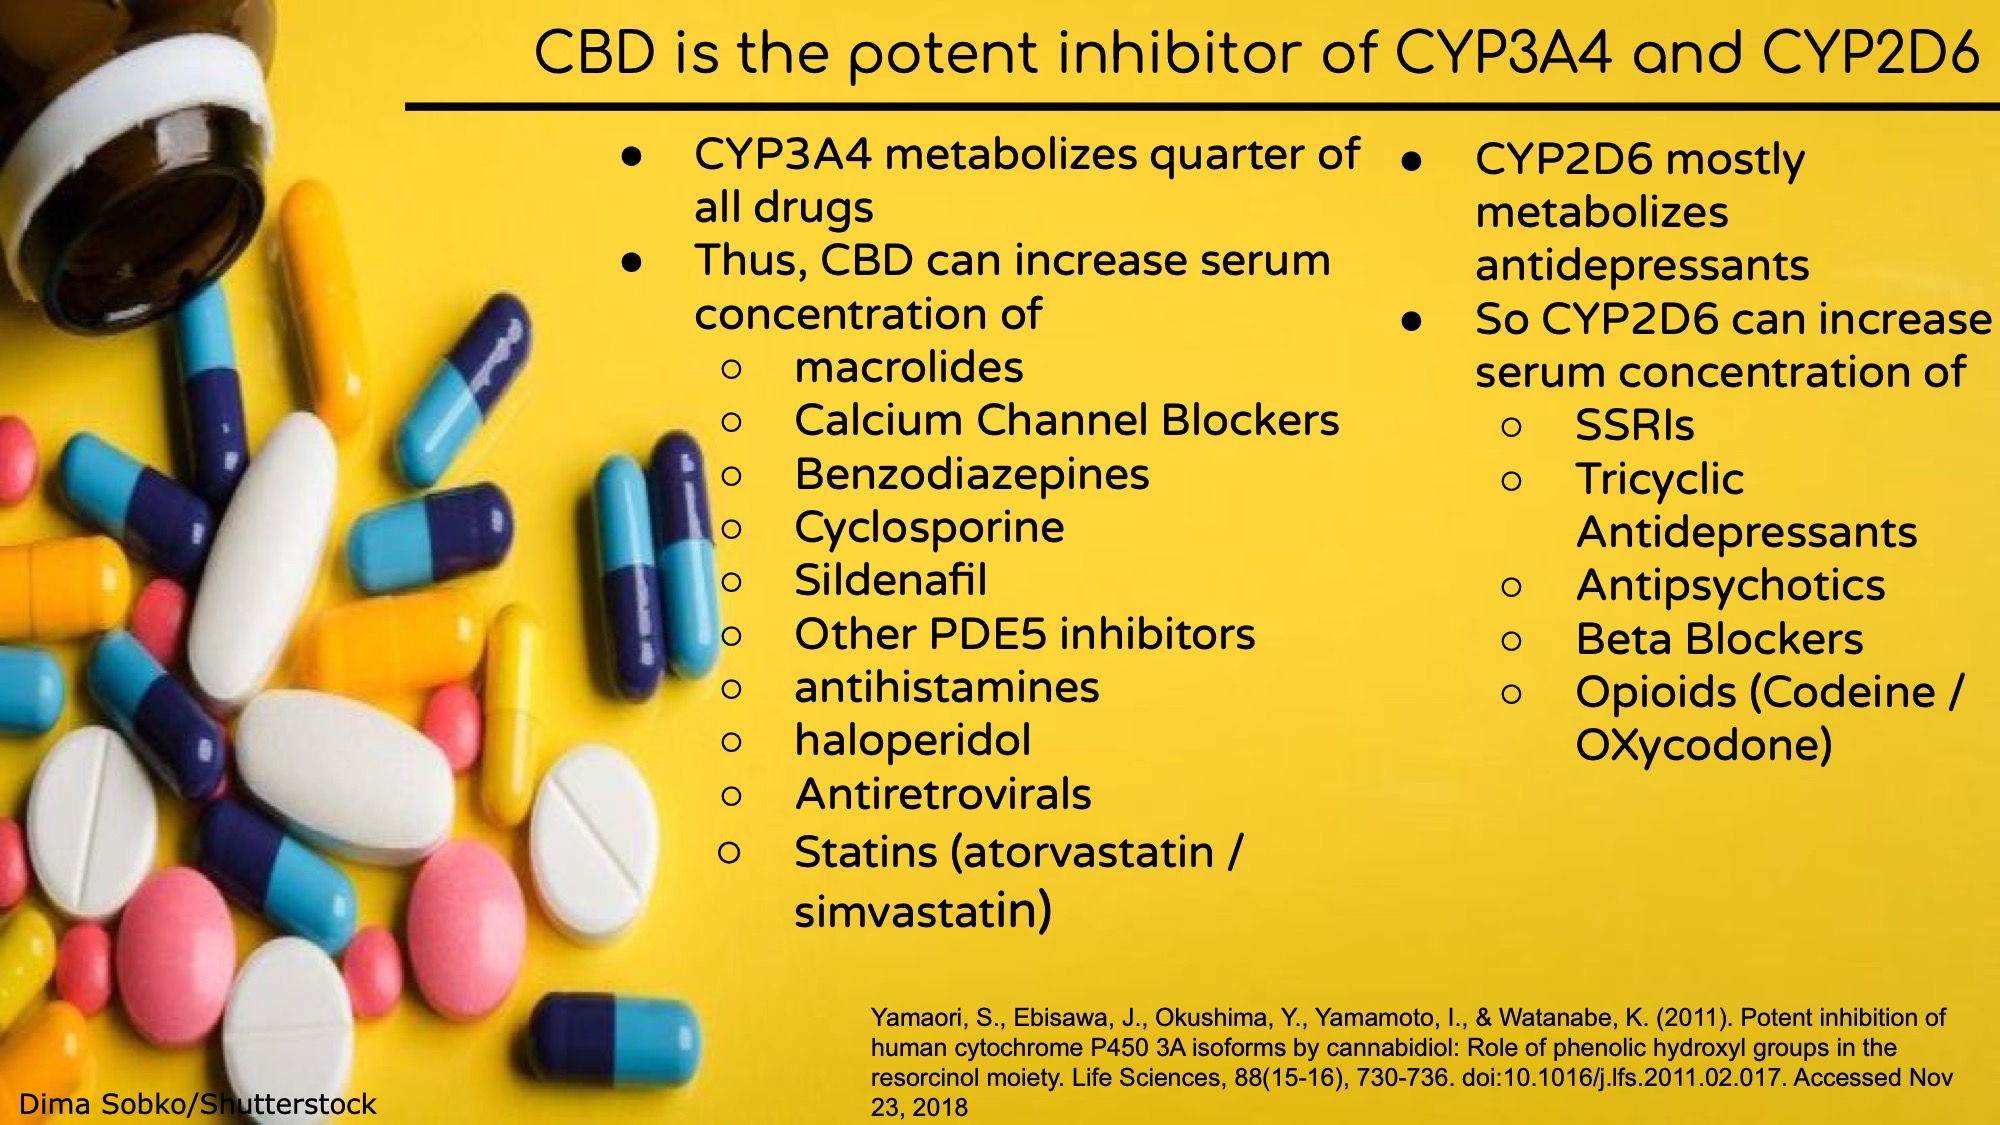 CBD is the potent inhibitor of CYP3A4 and CYP2D6
● CYP3A4 metabolizes quarter of
all drugs
● Thus, CBD can increase serum
concentration of
○ macrolides
○ Calcium Channel Blockers
○ Benzodiazepines
○ Cyclosporine
○ Sildenafil
○ Other PDE5 inhibitors
○ antihistamines
○ haloperidol
○ Antiretrovirals
○ Statins (atorvastatin /
simvastatin)
● CYP2D6 mostly
metabolizes
antidepressants
● So CYP2D6 can increase
serum concentration of
○ SSRIs
○ Tricyclic
Antidepressants
○ Antipsychotics
○ Beta Blockers
○ Opioids (Codeine /
OXycodone)
Yamaori, S., Ebisawa, J., Okushima, Y., Yamamoto, I., & Watanabe, K. (2011). Potent inhibition of
human cytochrome P450 3A isoforms by cannabidiol: Role of phenolic hydroxyl groups in the
resorcinol moiety. Life Sciences, 88(15-16), 730-736. doi:10.1016/j.lfs.2011.02.017. Accessed Nov
23, 2018
Dima Sobko/Shutterstock